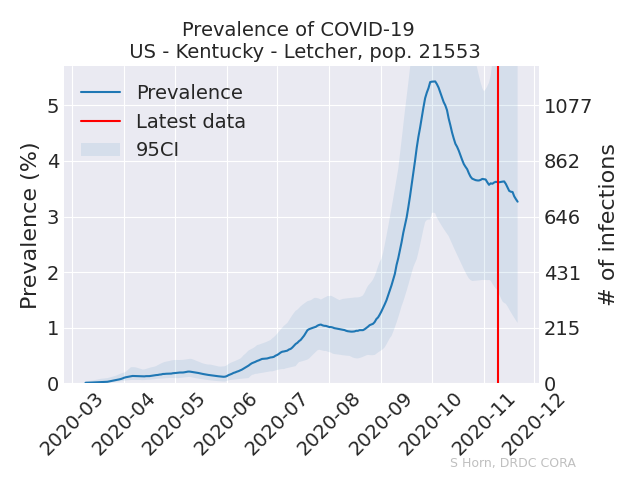 Prevalence of COVID-19
US - Kentucky - Letcher, pop. 21553
Prevalence
Latest data
95CI
Prevalence (%)
5
4
3
2
1
0
1077
862
646
431
215
0
# of infections
2020-03
2020-04
2020-05
2020-06
2020-07
2020-08
2020-09
2020-10
2020-11
2020-12
S Horn, DRDC CORA